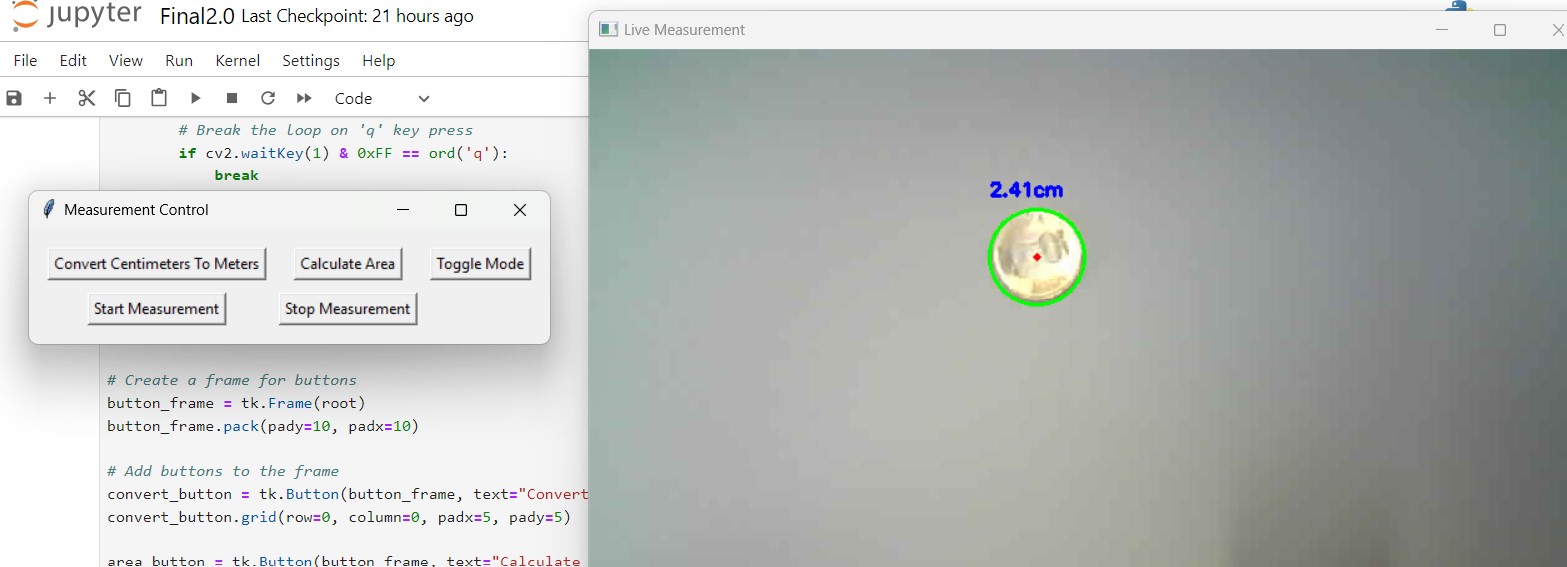 jupyter Final2.0 Last Checkpoint: 21 hours ago
File Edit View Run Kernel Settings Help
Code
# Break the loop on 'q' key press
if cv2.waitKey(1) & 0xFF == ord('q'):
break
Measurement Control
Convert Centimeters To Meters Calculate Area Toggle Mode
Start Measurement Stop Measurement
# Create a frame for buttons
button_frame = tk.Frame(root)
button_frame.pack(pady=10, padx=10)
# Add buttons to the frame
convert_button = tk.Button(button_frame, text="Convert
convert_button.grid(row=0, column=0, padx=5, pady=5)
area_button = tk.Button(button_frame, text="Calculate
Live Measurement
2.41cm